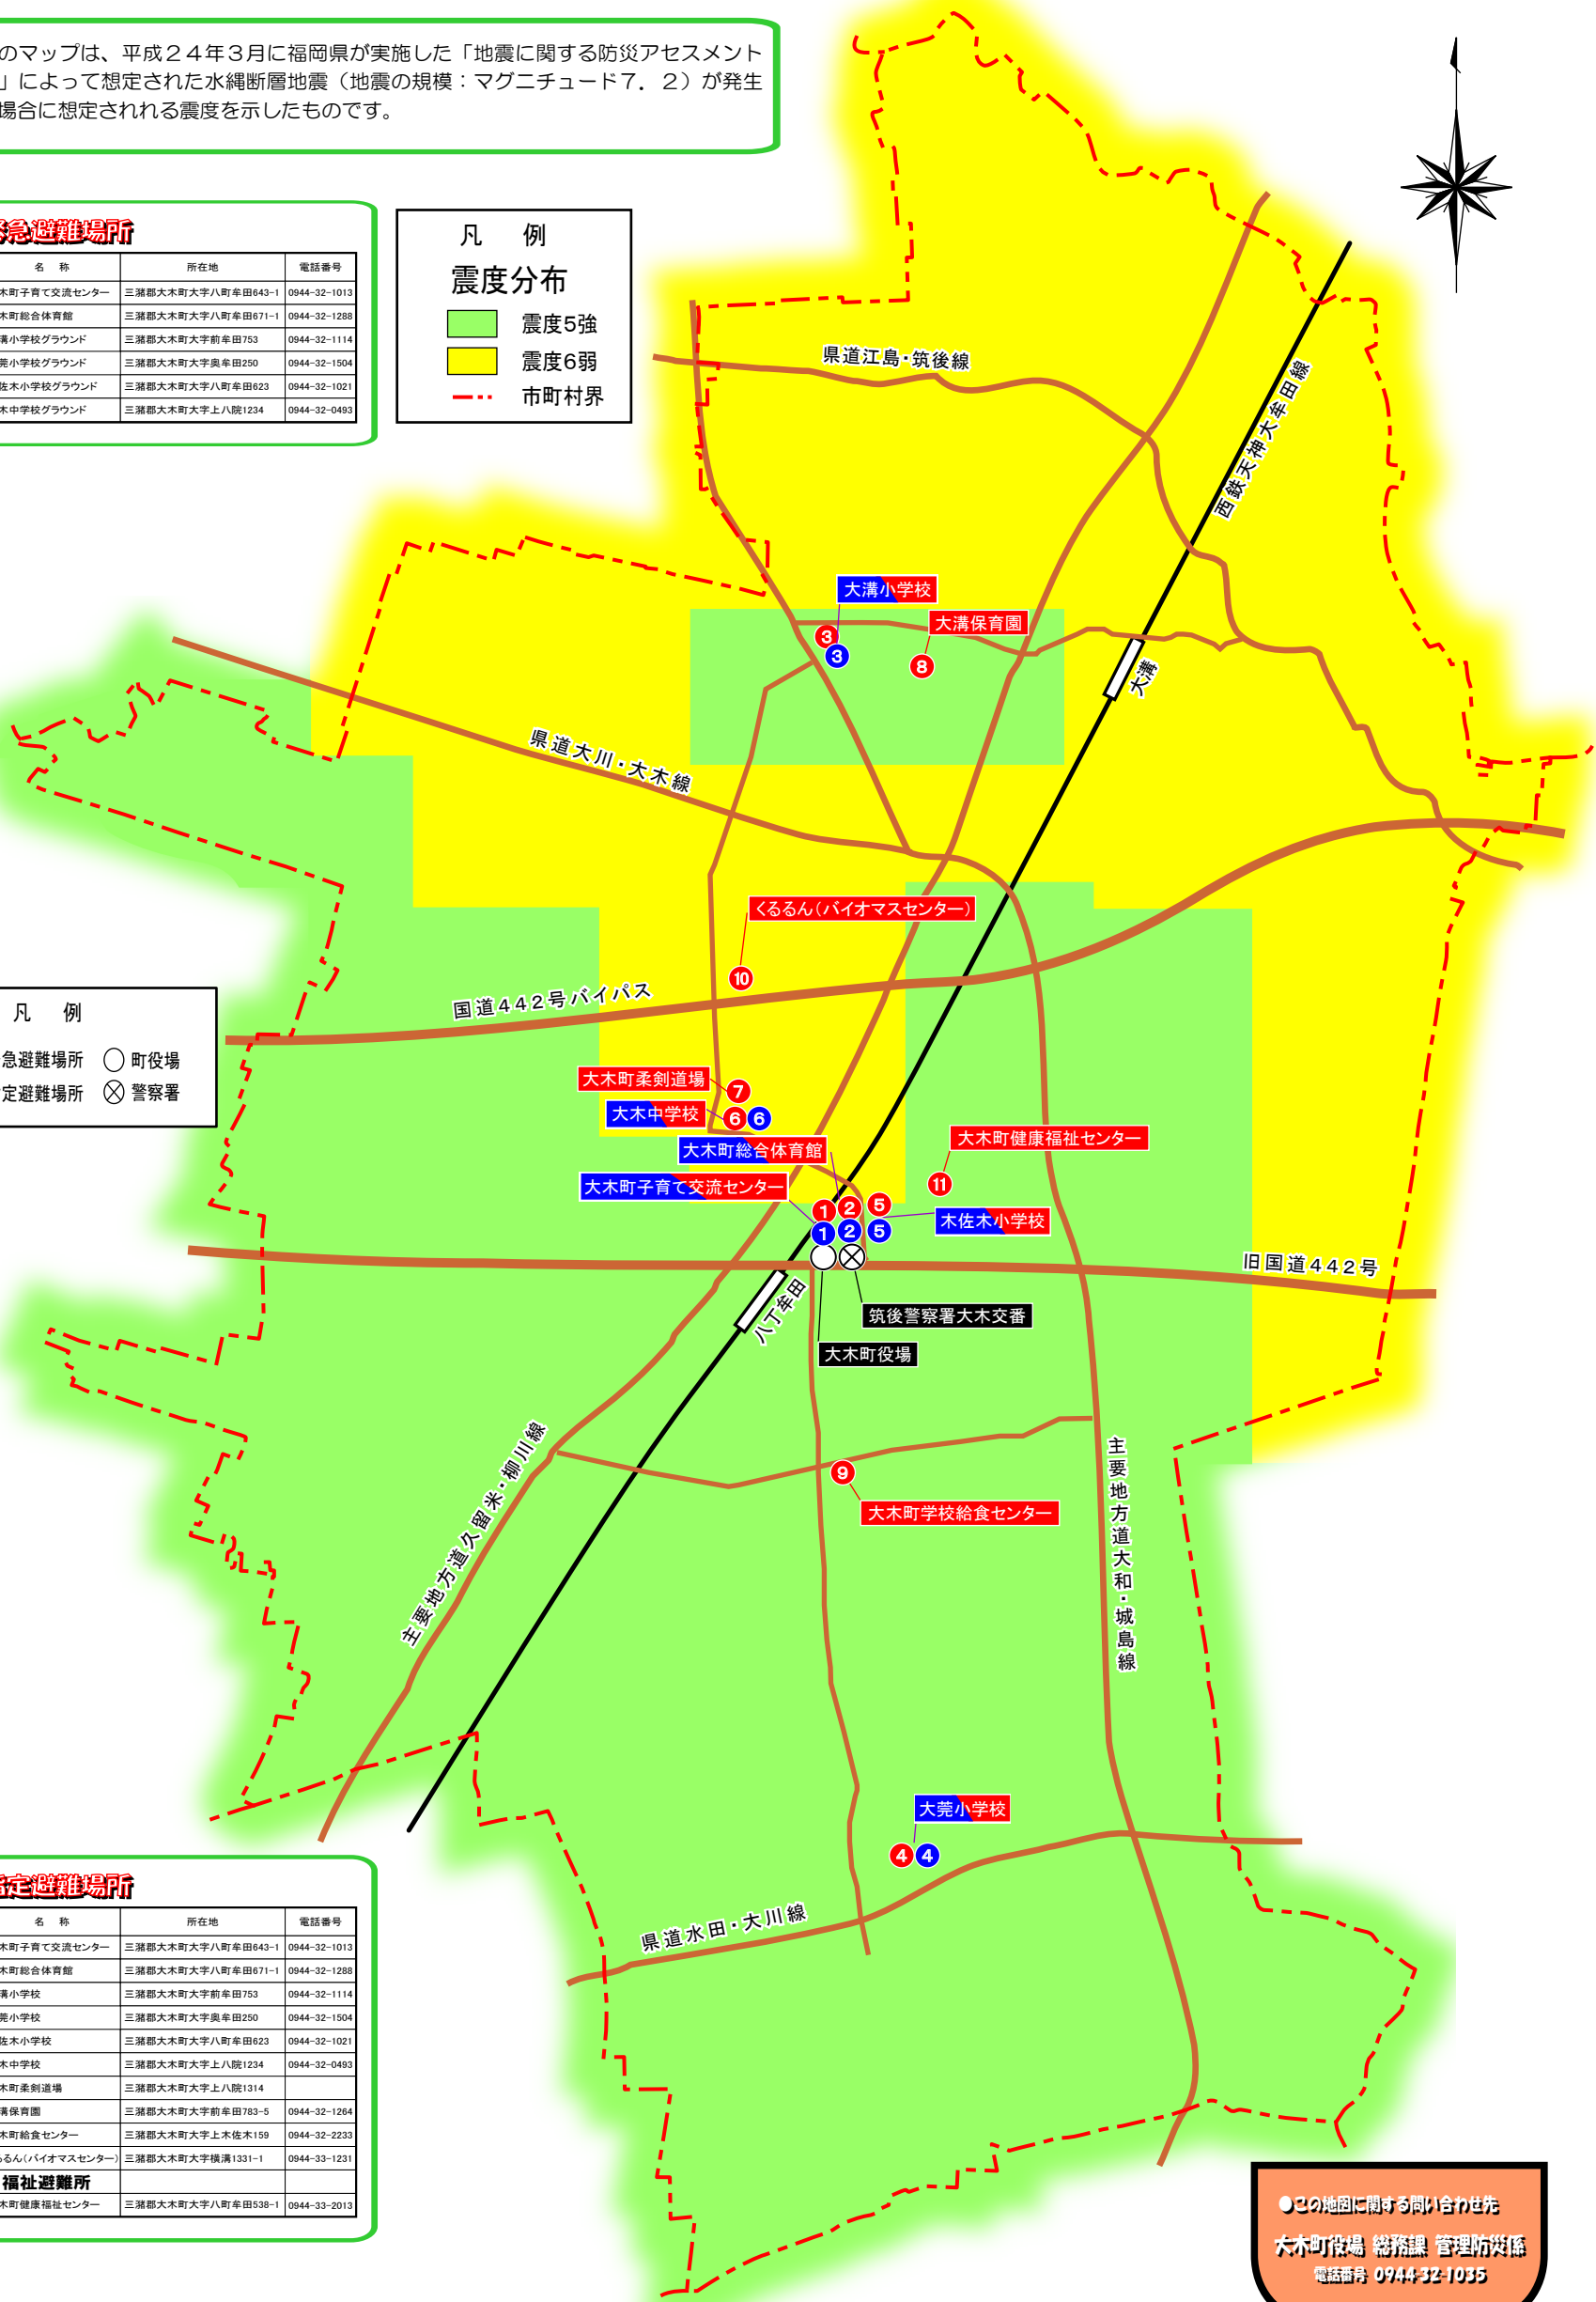 のマップは、平成２４年３月に福岡県が実施した「地震に関する防災アセスメント
」によって想定された水縄断層地震（地震の規模：マグニチュード７．２）が発生
場合に想定されれる震度を示したものです。
緊急避難場所
名　称 所在地 電話番号
木町子育て交流センター 三潴郡大木町大字八町牟田643-1 0944-32-1013
木町総合体育館 三潴郡大木町大字八町牟田671-1 0944-32-1288
溝小学校グラウンド 三潴郡大木町大字前牟田753 0944-32-1114
莞小学校グラウンド 三潴郡大木町大字奥牟田250 0944-32-1504
佐木小学校グラウンド 三潴郡大木町大字八町牟田623 0944-32-1021
木中学校グラウンド 三潴郡大木町大字上八院1234 0944-32-0493
凡　例
震度分布
震度5強
震度6弱
市町村界
県道江島・筑後線
西鉄天神大牟田線
大溝小学校
大溝保育園
3
3
8
大溝
県道大川・大木線
くるるん（バイオマスセンター）
10
国道４４２号バイパス
凡　例
急避難場所 町役場
定避難場所 警察署
大木町柔剣道場
7
大木中学校
6 6
大木町総合体育館
大木町健康福祉センター
大木町子育て交流センター
11
1 2 5
1 2 5
木佐木小学校
旧国道４４２号
八丁牟田
筑後警察署大木交番
大木町役場
主要地方道久留米・柳川線
9
大木町学校給食センター
主要地方道大和・城島線
大莞小学校
4 4
県道水田・大川線
指定避難場所
名　称 所在地 電話番号
木町子育て交流センター 三潴郡大木町大字八町牟田643-1 0944-32-1013
木町総合体育館 三潴郡大木町大字八町牟田671-1 0944-32-1288
溝小学校 三潴郡大木町大字前牟田753 0944-32-1114
莞小学校 三潴郡大木町大字奥牟田250 0944-32-1504
佐木小学校 三潴郡大木町大字八町牟田623 0944-32-1021
木中学校 三潴郡大木町大字上八院1234 0944-32-0493
木町柔剣道場 三潴郡大木町大字上八院1314
溝保育園 三潴郡大木町大字前牟田783-5 0944-32-1264
木町給食センター 三潴郡大木町大字上木佐木159 0944-32-2233
るるん（バイオマスセンター） 三潴郡大木町大字横溝1331-1 0944-33-1231
福祉避難所
木町健康福祉センター 三潴郡大木町大字八町牟田538-1 0944-33-2013
●この地図に関する問い合わせ先
大木町役場 総務課 管理防災係
電話番号 0944-32-1035